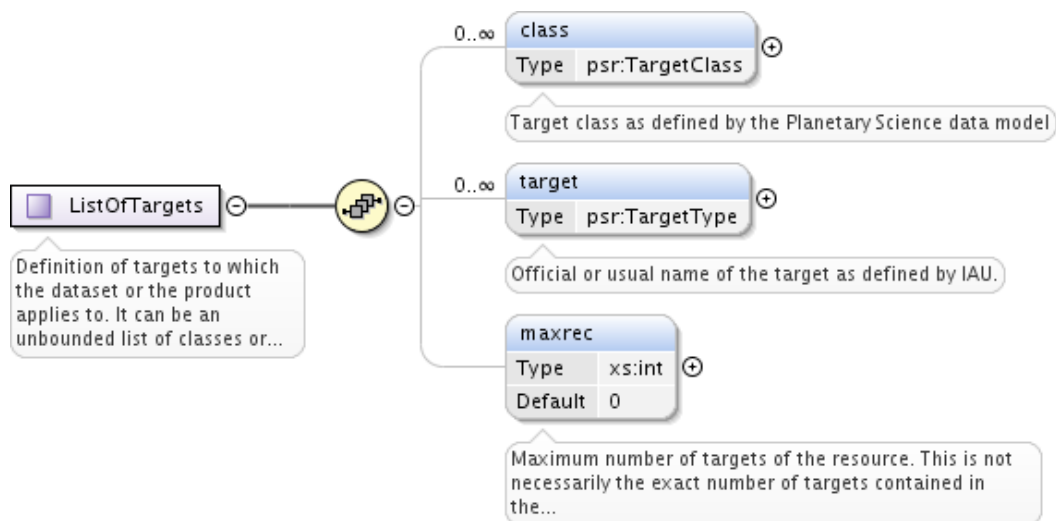 0..∞
class
Type psr:TargetClass
Target class as defined by the Planetary Science data model
0..∞
target
Type psr:TargetType
Official or usual name of the target as defined by IAU.
ListOfTargets
Definition of targets to which
the dataset or the product
applies to. It can be an
unbounded list of classes or...
maxrec
Type xs:int
Default 0
Maximum number of targets of the resource. This is not
necessarily the exact number of targets contained in
the...